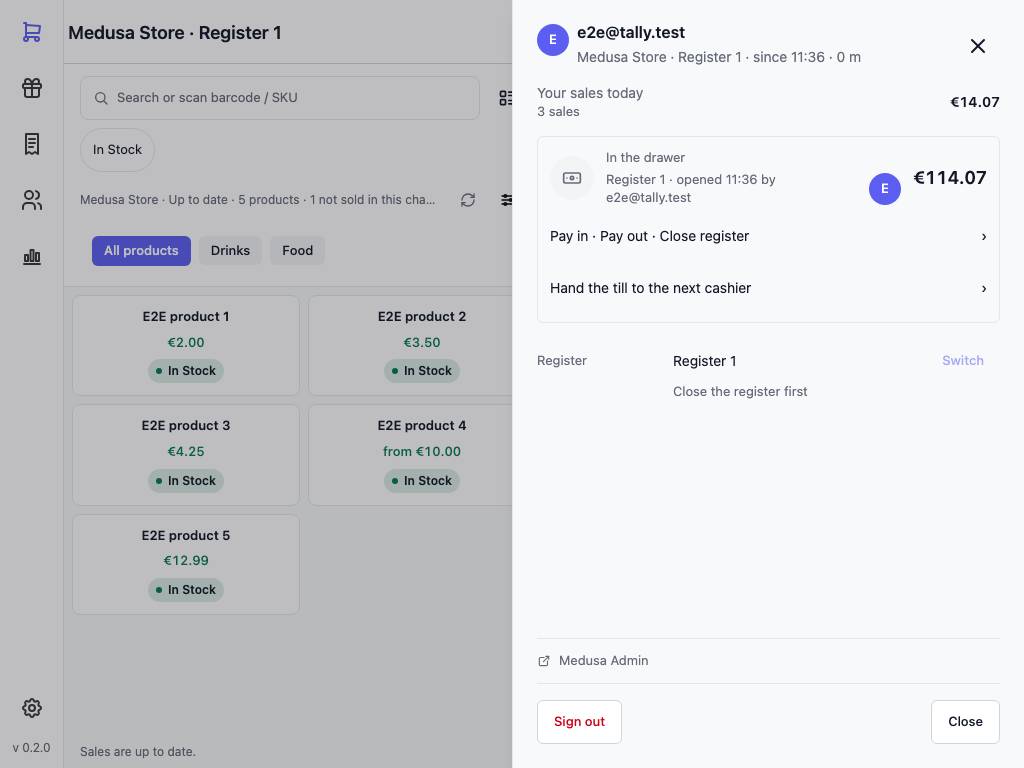 Medusa Store · Register 1
Search or scan barcode / SKU
In Stock
Medusa Store · Up to date · 5 products · 1 not sold in this cha...
All products
Drinks
Food
E2E product 1
€2.00
In Stock
E2E product 2
€3.50
In Stock
E2E product 3
€4.25
In Stock
E2E product 4
from €10.00
In Stock
E2E product 5
€12.99
In Stock
v 0.2.0
Sales are up to date.
E
e2e@tally.test
Medusa Store · Register 1 · since 11:36 · 0 m
Your sales today
3 sales
€14.07
In the drawer
Register 1 · opened 11:36 by
e2e@tally.test
E
€114.07
Pay in · Pay out · Close register
Hand the till to the next cashier
Register
Register 1
Switch
Close the register first
Medusa Admin
Sign out
Close